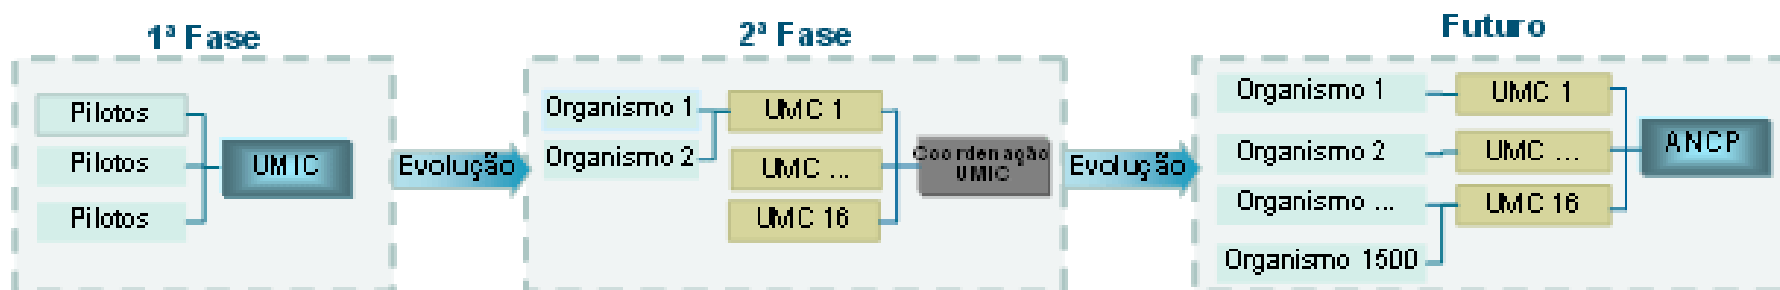 1ª Fase
Pilotos
Pilotos
Pilotos
UMIC
Evolução
2ª Fase
Organismo 1
Organismo 2
UMC 1
UMC ...
UMC 16
Coordenação
UMIC
Evolução
Futuro
Organismo 1
Organismo 2
Organismo ...
Organismo 1500
UMC 1
UMC ...
UMC 16
ANCP